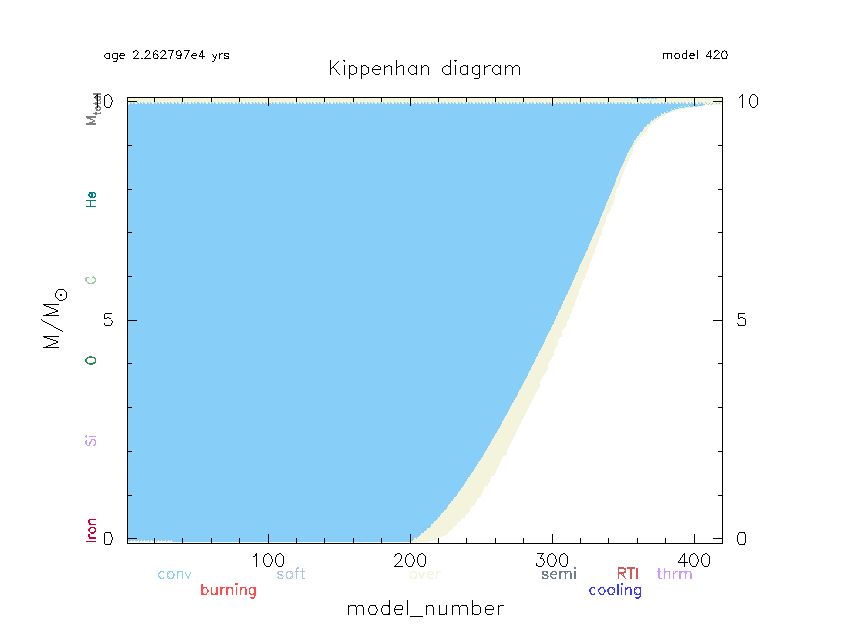 age 2.262797e4 yrs
model 420
Kippenhan diagram
Mtotal
10
10
He
C
M/M☉
5
5
O
Si
Iron
0
0
100
200
300
400
conv
soft
over
semi
RTI
thrm
burning
cooling
model_number